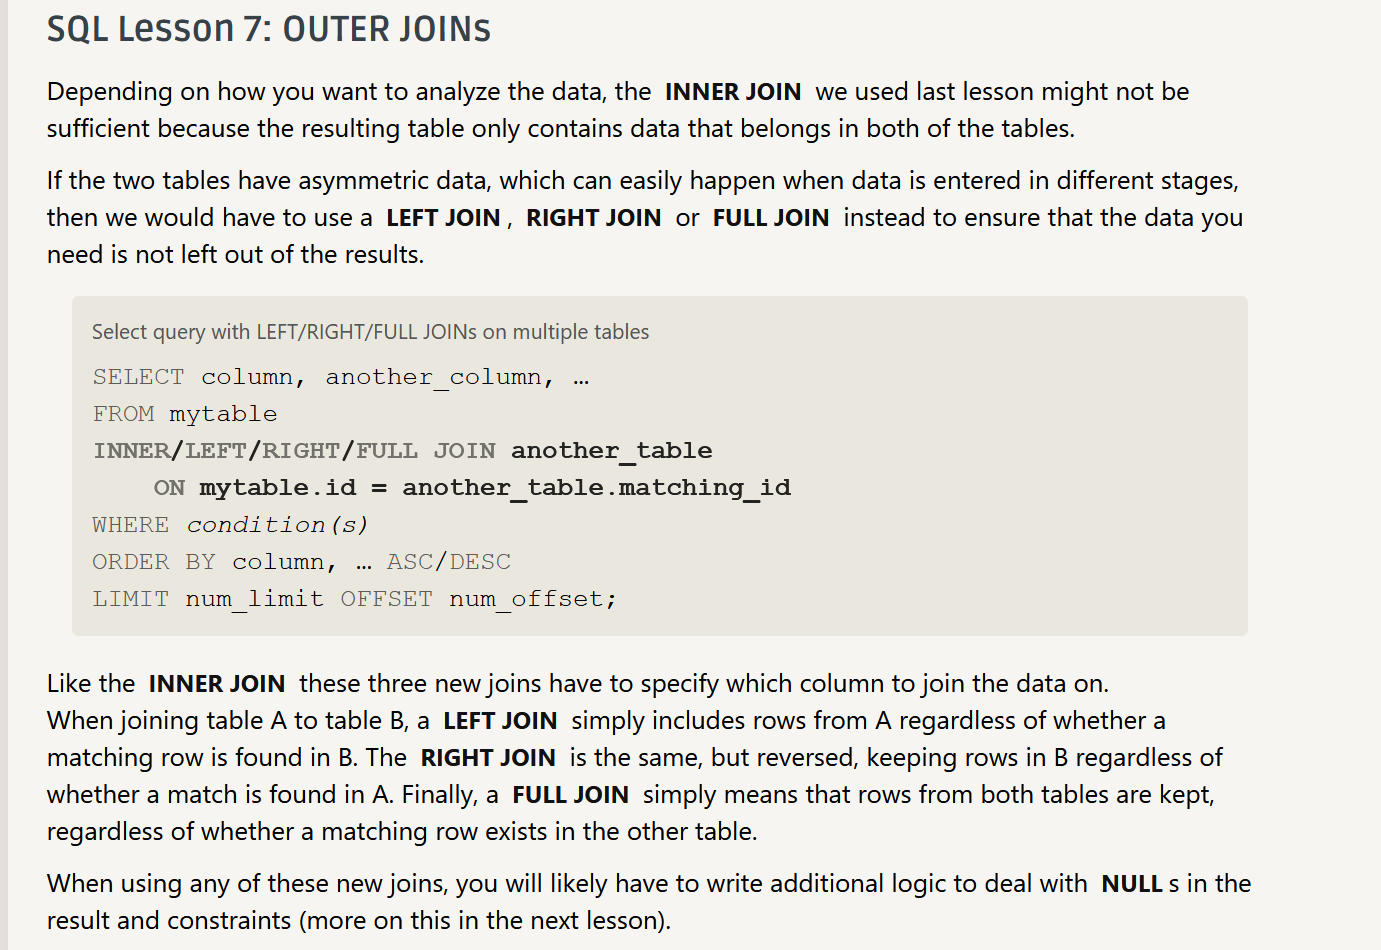 SQL Lesson 7: OUTER JOINs
Depending on how you want to analyze the data, the INNER JOIN we used last lesson might not be
sufficient because the resulting table only contains data that belongs in both of the tables.
If the two tables have asymmetric data, which can easily happen when data is entered in different stages,
then we would have to use a LEFT JOIN, RIGHT JOIN or FULL JOIN instead to ensure that the data you
need is not left out of the results.
Select query with LEFT/RIGHT/FULL JOINs on multiple tables
SELECT column, another_column, …
FROM mytable
INNER/LEFT/RIGHT/FULL JOIN another_table
    ON mytable.id = another_table.matching_id
WHERE condition(s)
ORDER BY column, … ASC/DESC
LIMIT num_limit OFFSET num_offset;
Like the INNER JOIN these three new joins have to specify which column to join the data on.
When joining table A to table B, a LEFT JOIN simply includes rows from A regardless of whether a
matching row is found in B. The RIGHT JOIN is the same, but reversed, keeping rows in B regardless of
whether a match is found in A. Finally, a FULL JOIN simply means that rows from both tables are kept,
regardless of whether a matching row exists in the other table.
When using any of these new joins, you will likely have to write additional logic to deal with NULLs in the
result and constraints (more on this in the next lesson).